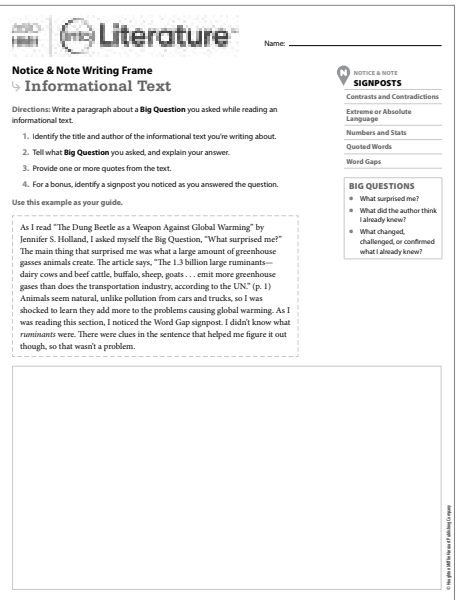 HMH
into Literature™
Name:
Notice & Note Writing Frame
Informational Text
Directions: Write a paragraph about a Big Question you asked while reading an
informational text.
1. Identify the title and author of the informational text you're writing about.
2. Tell what Big Question you asked, and explain your answer.
3. Provide one or more quotes from the text.
4. For a bonus, identify a signpost you noticed as you answered the question.
Use this example as your guide.
As I read “The Dung Beetle as a Weapon Against Global Warming” by
Jennifer S. Holland, I asked myself the Big Question, “What surprised me?”
The main thing that surprised me was what a large amount of greenhouse
gasses animals create. The article says, “The 1.3 billion large ruminants—
dairy cows and beef cattle, buffalo, sheep, goats . . . emit more greenhouse
gases than does the transportation industry, according to the UN.” (p. 1)
Animals seem natural, unlike pollution from cars and trucks, so I was
shocked to learn they add more to the problems causing global warming. As I
was reading this section, I noticed the Word Gap signpost. I didn't know what
ruminants were. There were clues in the sentence that helped me figure it out
though, so that wasn't a problem.
N
NOTICE & NOTE
SIGNPOSTS
Contrasts and Contradictions
Extreme or Absolute
Language
Numbers and Stats
Quoted Words
Word Gaps
BIG QUESTIONS
• What surprised me?
• What did the author think
I already knew?
• What changed,
challenged, or confirmed
what I already knew?
© Houghton Mifflin Harcourt Publishing Company